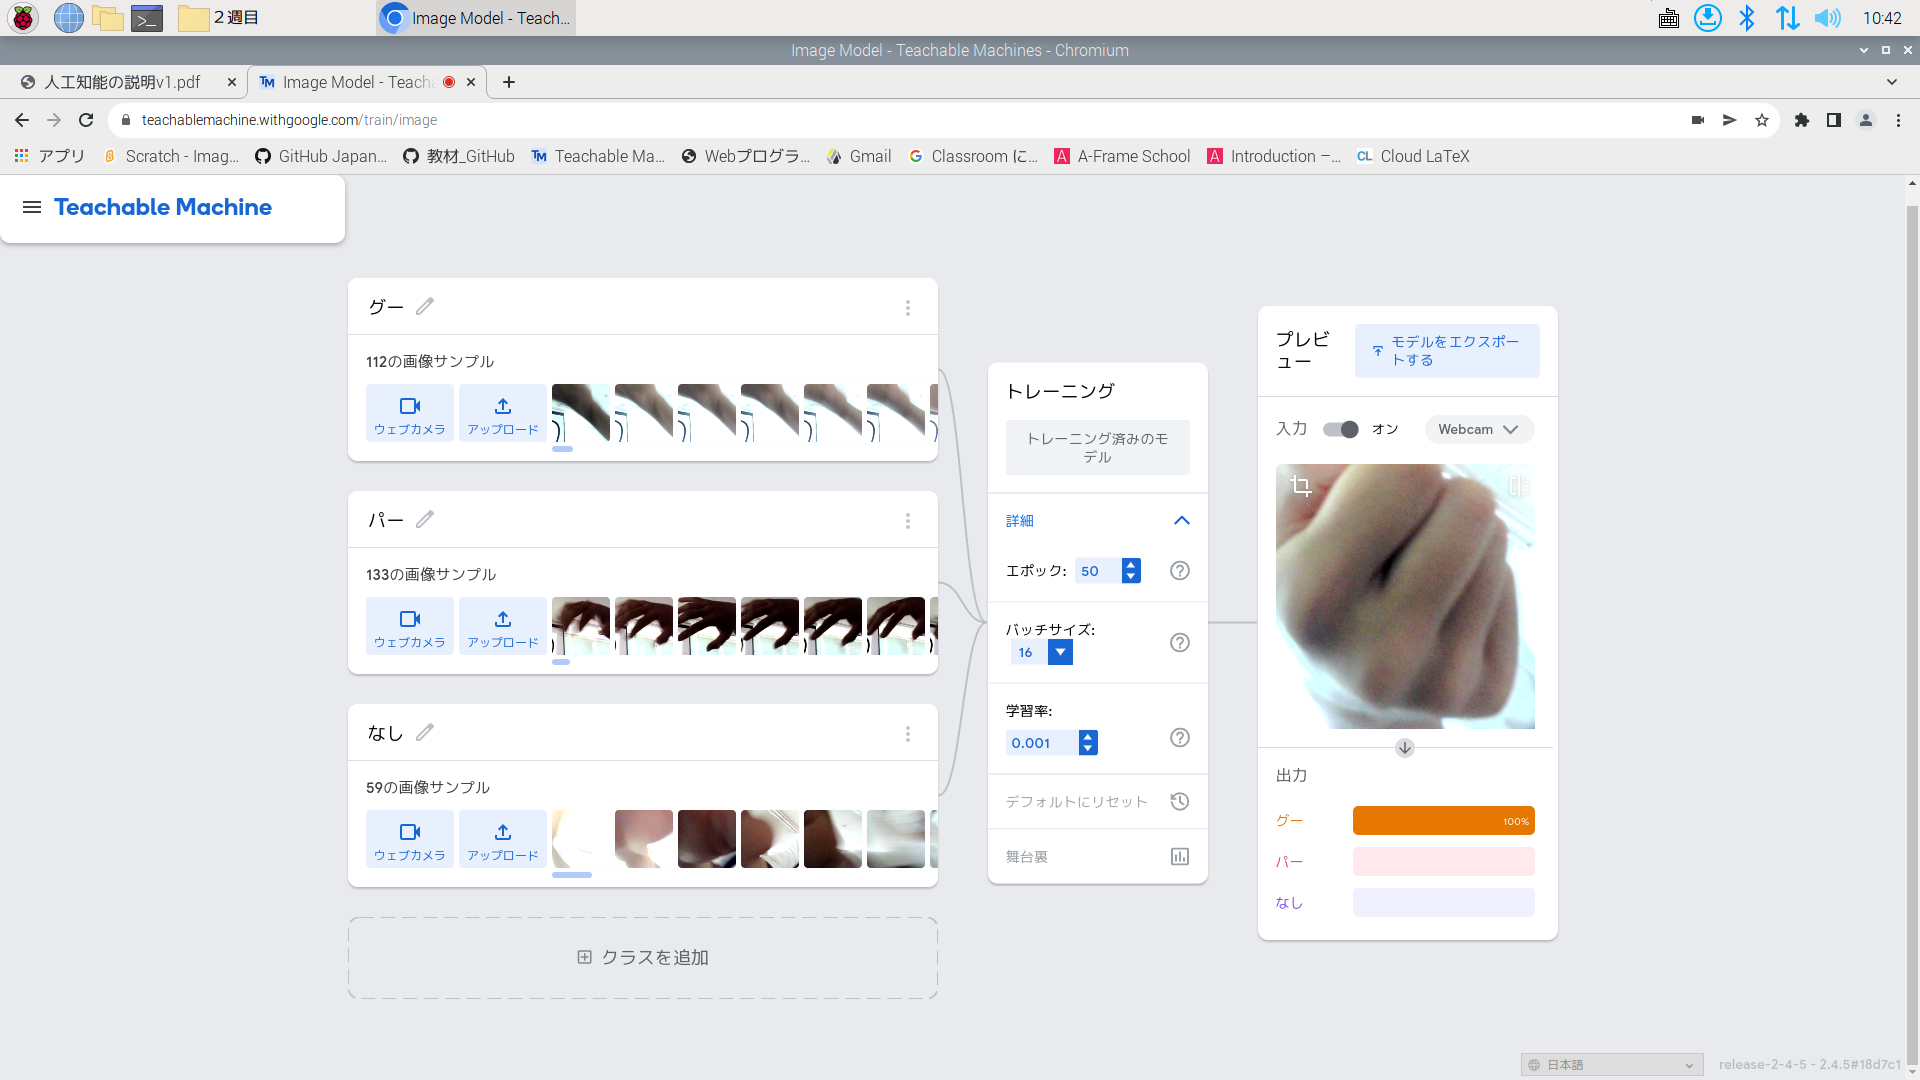 ２週目
Image Model - Teach...
10:42
Image Model - Teachable Machines - Chromium
人工知能の説明v1.pdf
Image Model - Teach
teachablemachine.withgoogle.com/train/image
アプリ
Scratch - Imag...
GitHub Japan...
教材_GitHub
Teachable Ma...
Webプログラ...
Gmail
Classroom に...
A-Frame School
Introduction –...
Cloud LaTeX
Teachable Machine
グー
112の画像サンプル
ウェブカメラ
アップロード
パー
133の画像サンプル
ウェブカメラ
アップロード
なし
59の画像サンプル
ウェブカメラ
アップロード
クラスを追加
トレーニング
トレーニング済みのモ
デル
詳細
エポック: 50
バッチサイズ:
16
学習率:
0.001
デフォルトにリセット
舞台裏
プレビ
ュー
モデルをエクスポー
トする
入力
オン
Webcam
出力
グー
100%
パー
なし
日本語
release-2-4-5 - 2.4.5#18d7c1